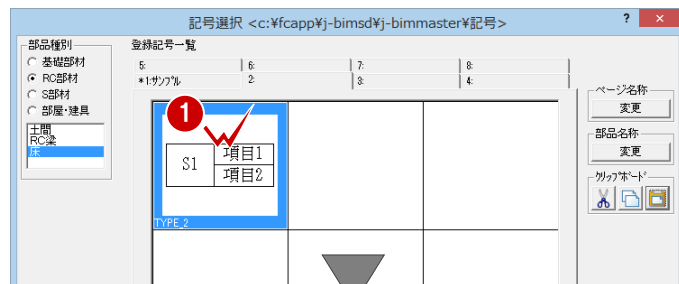 記号選択 <c:¥fcapp¥j-bimsd¥j-bimmaster¥記号>
? ×
部品種別
基礎部材
RC部材
S部材
部屋・建具
土間
RC梁
床
登録記号一覧
5: 6: 7: 8:
*1:ｻﾝﾌﾟﾙ 2: 3: 4:
1
S1 項目1
項目2
TYPE_2
ページ名称
変更
部品名称
変更
ｸﾘｯﾌﾟﾎﾞｰﾄﾞ